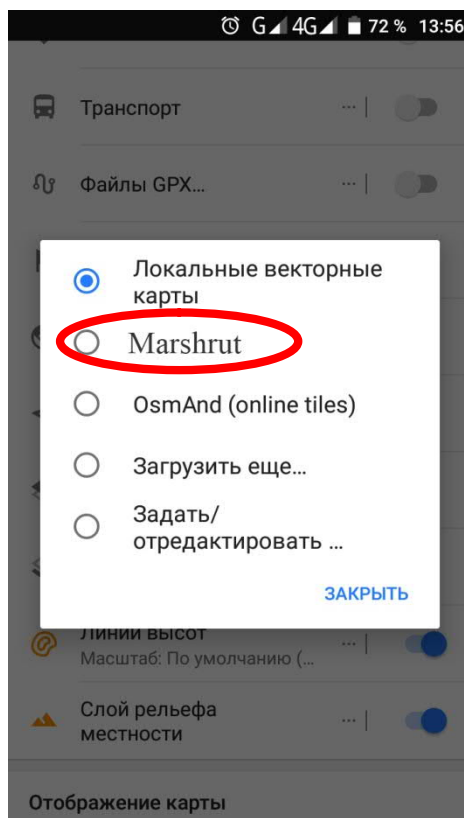 G 4G 72 % 13:56
Транспорт ... |
Файлы GPX... ... |
Локальные векторные
карты
Marshrut
OsmAnd (online tiles)
Загрузить еще...
Задать/
отредактировать ...
ЗАКРЫТЬ
Линии высот ... |
Масштаб: По умолчанию (...
Слой рельефа
местности ... |
Отображение карты